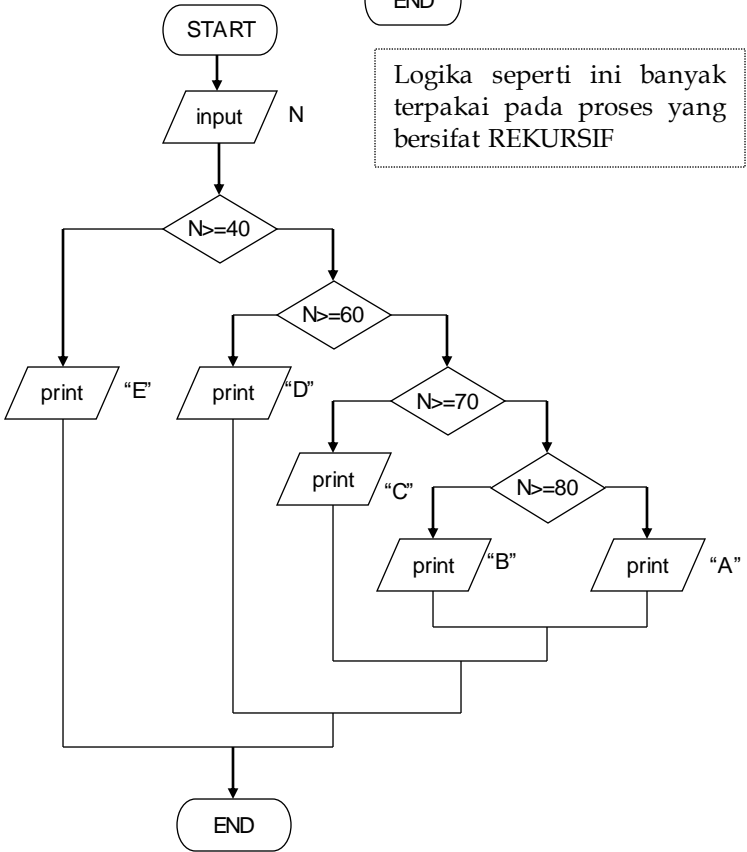 END
START
Logika seperti ini banyak
terpakai pada proses yang
bersifat REKURSIF
input N
N>=40
N>=60
print “E”
print “D”
N>=70
print “C”
N>=80
print “B”
print “A”
END